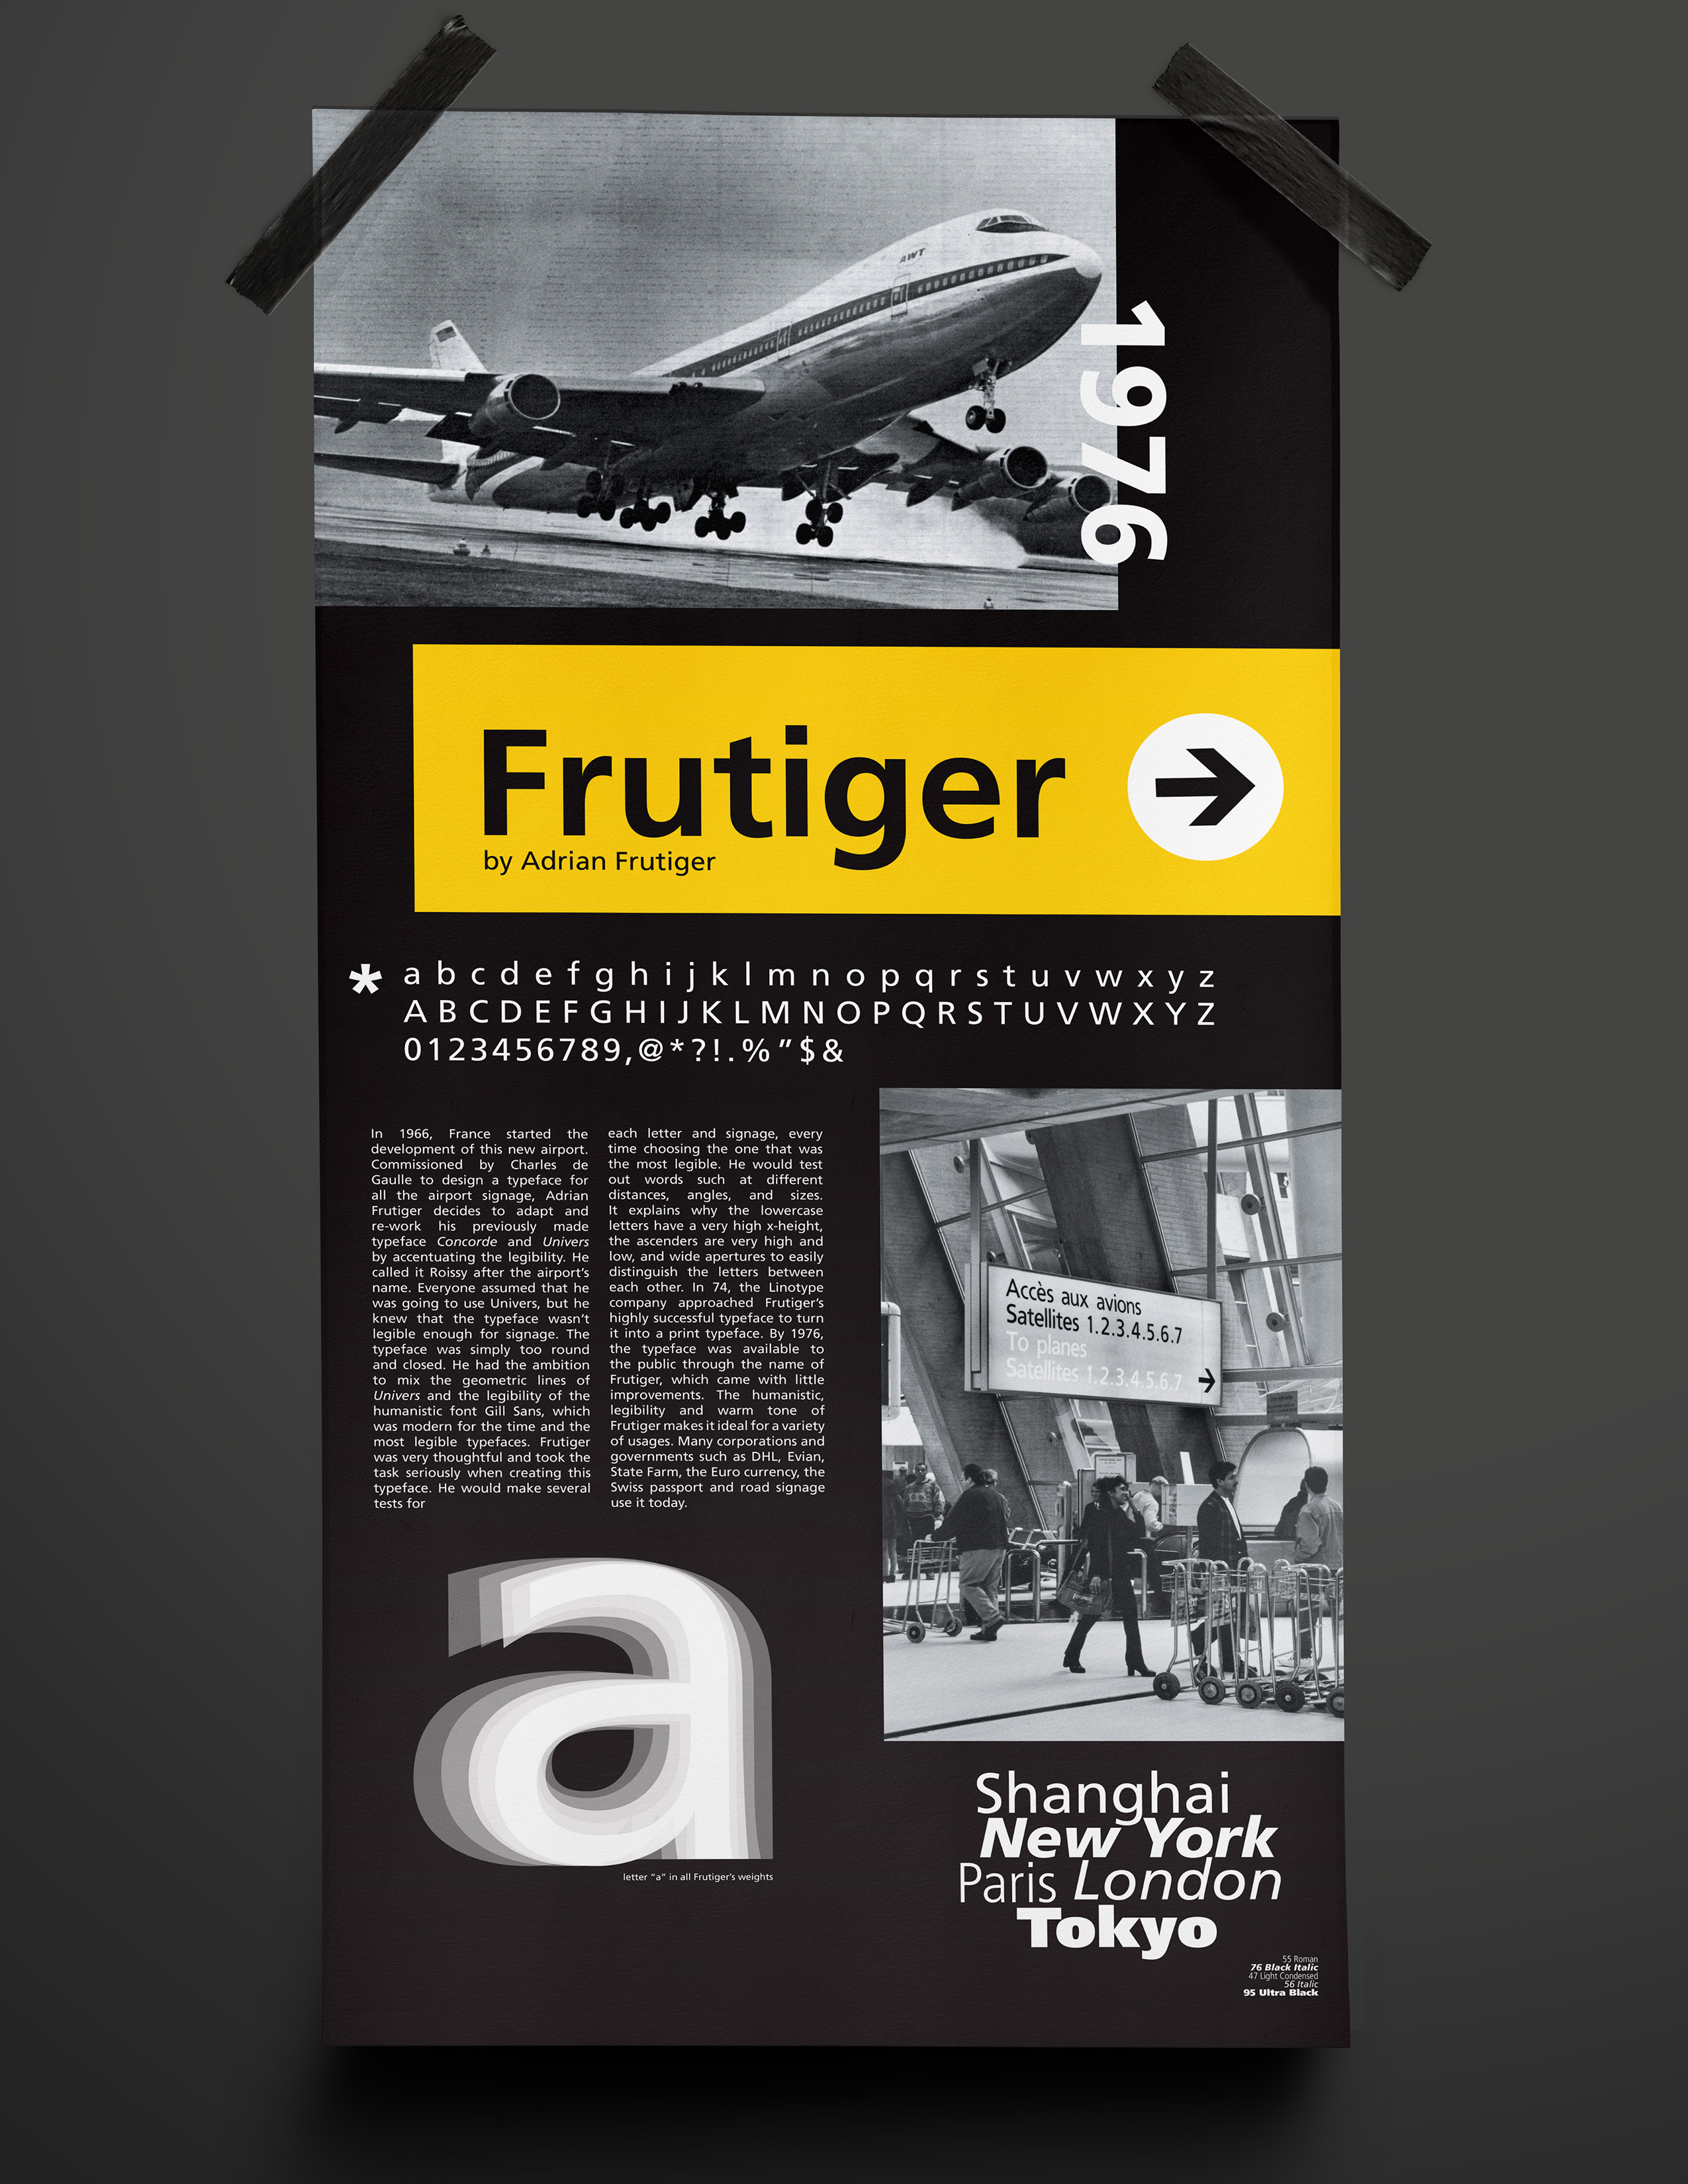 AWT
1976
Frutiger
by Adrian Frutiger
* a b c d e f g h i j k l m n o p q r s t u v w x y z
A B C D E F G H I J K L M N O P Q R S T U V W X Y Z
0123456789,@*?!.%”$&
In 1966, France started the
development of this new airport.
Commissioned by Charles de
Gaulle to design a typeface for
all the airport signage, Adrian
Frutiger decides to adapt and
re-work his previously made
typeface Concorde and Univers
by accentuating the legibility. He
called it Roissy after the airport’s
name. Everyone assumed that he
was going to use Univers, but he
knew that the typeface wasn’t
legible enough for signage. The
typeface was simply too round
and closed. He had the ambition
to mix the geometric lines of
Univers and the legibility of the
humanistic font Gill Sans, which
was modern for the time and the
most legible typefaces. Frutiger
was very thoughtful and took the
task seriously when creating this
typeface. He would make several
tests for
each letter and signage, every
time choosing the one that was
the most legible. He would test
out words such at different
distances, angles, and sizes.
It explains why the lowercase
letters have a very high x-height,
the ascenders are very high and
low, and wide apertures to easily
distinguish the letters between
each other. In 74, the Linotype
company approached Frutiger’s
highly successful typeface to turn
it into a print typeface. By 1976,
the typeface was available to
the public through the name of
Frutiger, which came with little
improvements. The humanistic,
legibility and warm tone of
Frutiger makes it ideal for a variety
of usages. Many corporations and
governments such as DHL, Evian,
State Farm, the Euro currency, the
Swiss passport and road signage
use it today.
Accès aux avions
Satellites 1.2.3.4.5.6.7
To planes
Satellites 1.2.3.4.5.6.7
a
letter “a” in all Frutiger’s weights
Shanghai
New York
Paris London
Tokyo
55 Roman
76 Black Italic
47 Light Condensed
56 Italic
95 Ultra Black